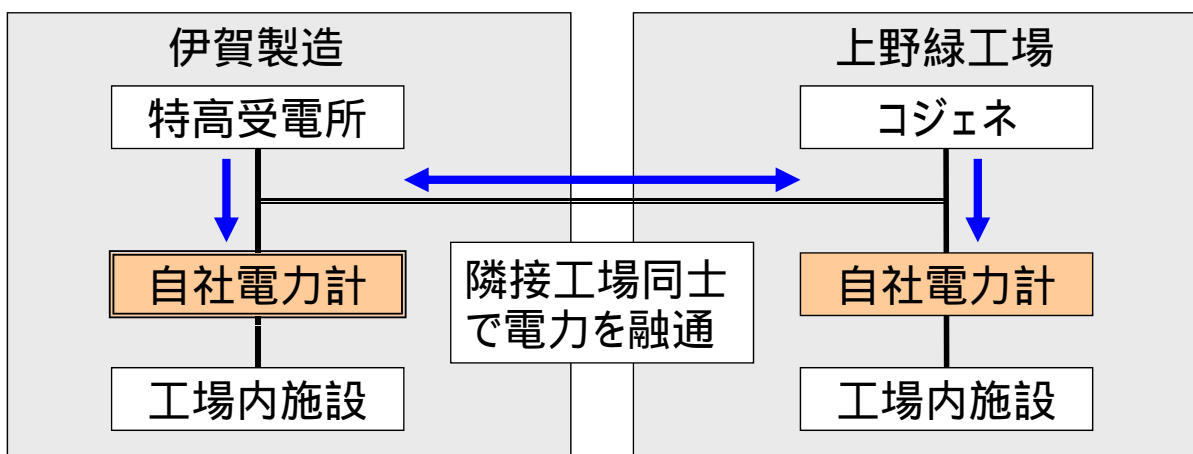 伊賀製造
上野緑工場
特高受電所
コジェネ
自社電力計
隣接工場同士
で電力を融通
自社電力計
工場内施設
工場内施設